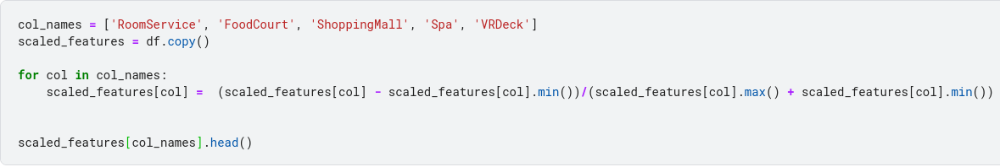 col_names = ['RoomService', 'FoodCourt', 'ShoppingMall', 'Spa', 'VRDeck']
scaled_features = df.copy()
for col in col_names:
    scaled_features[col] =  (scaled_features[col] - scaled_features[col].min())/(scaled_features[col].max() + scaled_features[col].min())
scaled_features[col_names].head()